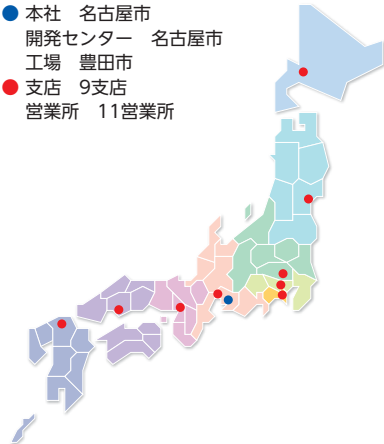 本社　名古屋市
開発センター　名古屋市
工場　豊田市
支店　9支店
営業所　11営業所